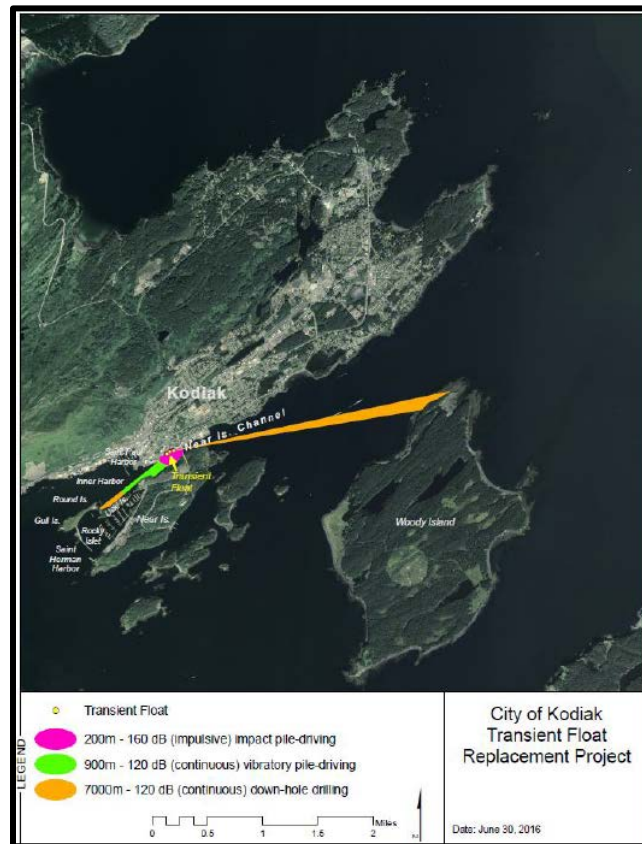 Kodiak
Near Is. Channel
Harbor
Transient
Float
Inner Harbor
Round Is.
Near Is.
Gull Is.
Rocky
Islet
Saint
Herman
Harbor
Woody Island
LEGEND
Transient Float
200m - 160 dB (impulsive) impact pile-driving
900m - 120 dB (continuous) vibratory pile-driving
7000m - 120 dB (continuous) down-hole drilling
0 0.5 1 1.5 2
Miles
N
City of Kodiak
Transient Float
Replacement Project
Date: June 30, 2016